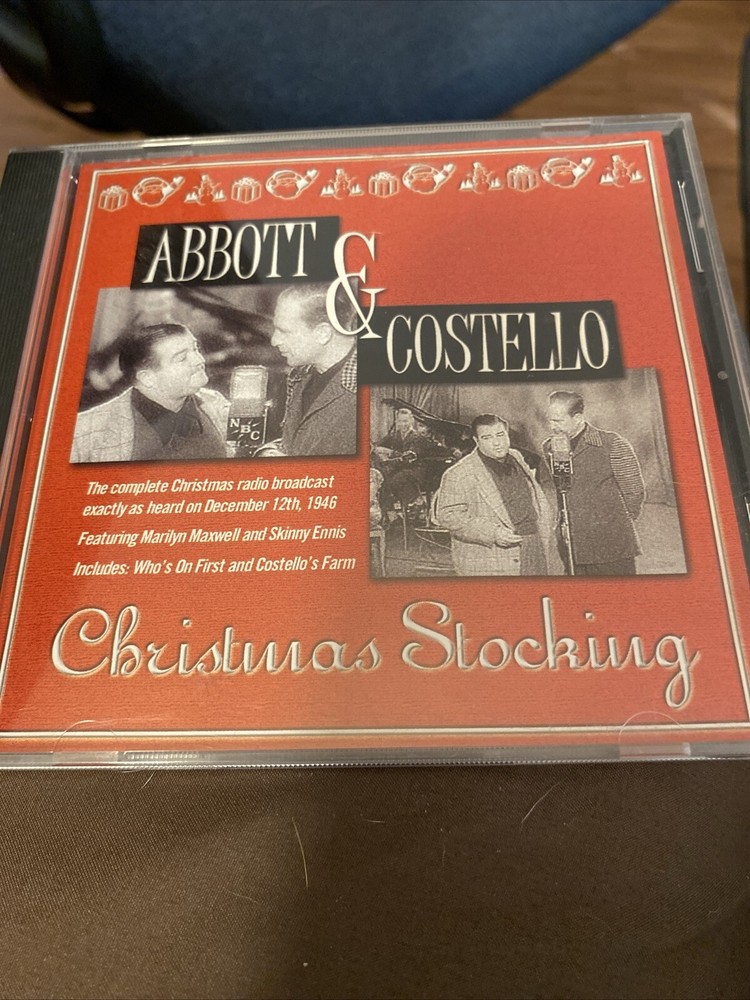 ABBOTT
&
COSTELLO
NBC
NBC
The complete Christmas radio broadcast
exactly as heard on December 12th, 1946
Featuring Marilyn Maxwell and Skinny Ennis
Includes: Who's On First and Costello's Farm
Christmas Stocking